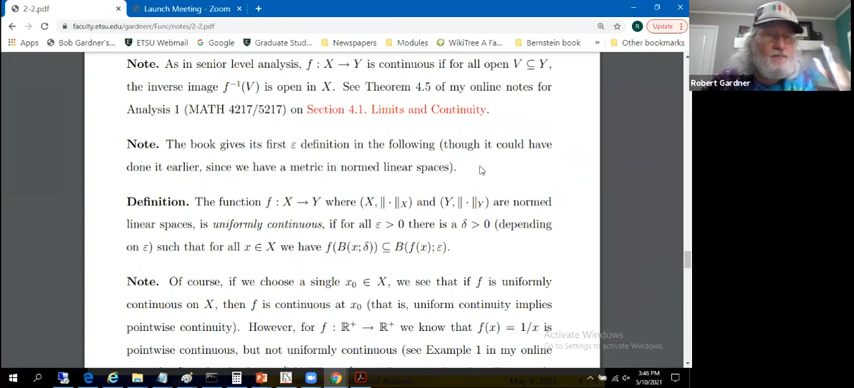 2-2.pdf
Launch Meeting - Zoom
faculty.etsu.edu/gardnerr/Func/notes/2-2.pdf
Update
Apps
Bob Gardner's...
ETSU Webmail
Google
Graduate Stud...
Newspapers
Modules
WikiTree A Fa...
Bernstein book
Other bookmarks
Robert Gardner
Note. As in senior level analysis, f : X → Y is continuous if for all open V ⊆ Y,
the inverse image f⁻¹(V) is open in X. See Theorem 4.5 of my online notes for
Analysis 1 (MATH 4217/5217) on Section 4.1. Limits and Continuity.
Note. The book gives its first ε definition in the following (though it could have
done it earlier, since we have a metric in normed linear spaces).
Definition. The function f : X → Y where (X, ‖ · ‖X) and (Y, ‖ · ‖Y) are normed
linear spaces, is uniformly continuous, if for all ε > 0 there is a δ > 0 (depending
on ε) such that for all x ∈ X we have f(B(x; δ)) ⊆ B(f(x); ε).
Note. Of course, if we choose a single x₀ ∈ X, we see that if f is uniformly
continuous on X, then f is continuous at x₀ (that is, uniform continuity implies
pointwise continuity). However, for f : ℝ⁺ → ℝ⁺ we know that f(x) = 1/x is
pointwise continuous, but not uniformly continuous (see Example 1 in my online
Activate Windows
Go to Settings to activate Windows.
3:46 PM
5/10/2021